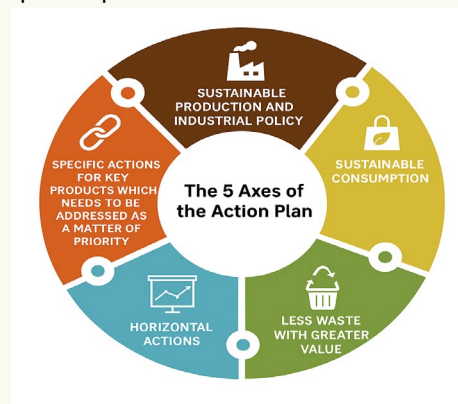 SUSTAINABLE
PRODUCTION AND
INDUSTRIAL POLICY
SUSTAINABLE
CONSUMPTION
LESS WASTE
WITH GREATER
VALUE
HORIZONTAL
ACTIONS
SPECIFIC ACTIONS
FOR KEY
PRODUCTS WHICH
NEEDS TO BE
ADDRESSED AS
A MATTER OF
PRIORITY
The 5 Axes of
the Action Plan